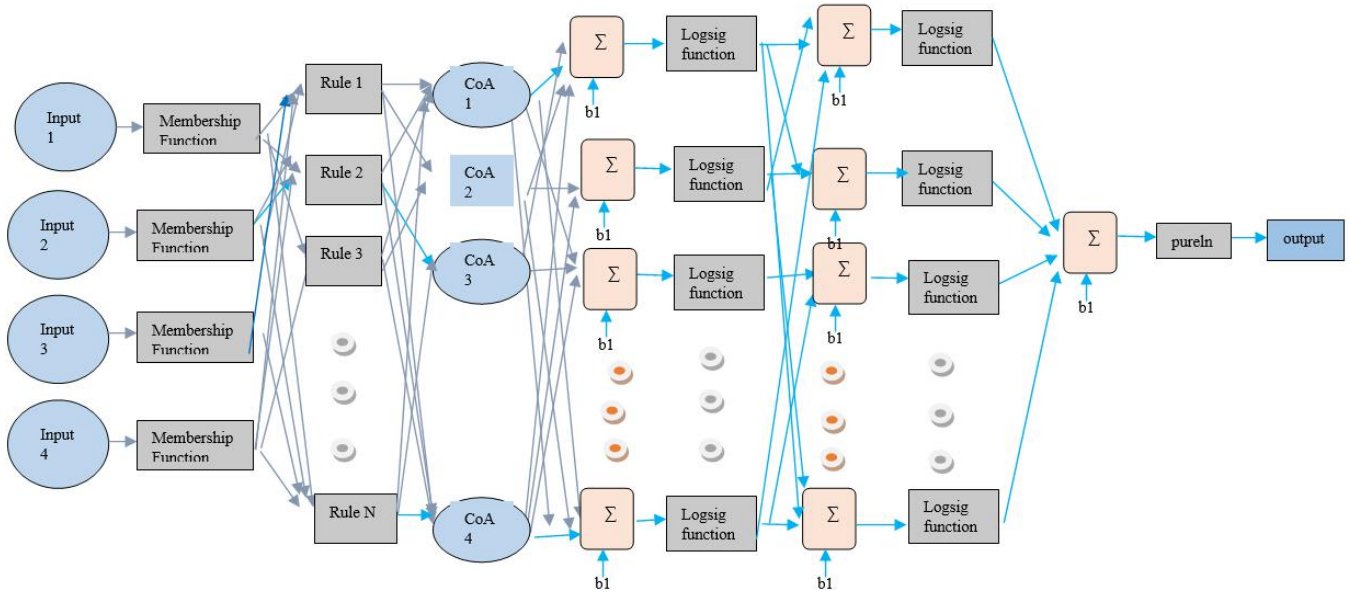 Input
1
Input
2
Input
3
Input
4
Membership
Function
Membership
Function
Membership
Function
Membership
Function
Rule 1
Rule 2
Rule 3
Rule N
CoA
1
CoA
2
CoA
3
CoA
4
Σ
b1
Σ
b1
Σ
b1
Σ
b1
Logsig
function
Logsig
function
Logsig
function
Logsig
function
Σ
b1
Σ
b1
Σ
b1
Σ
b1
Logsig
function
Logsig
function
Logsig
function
Logsig
function
Σ
b1
pureln
output